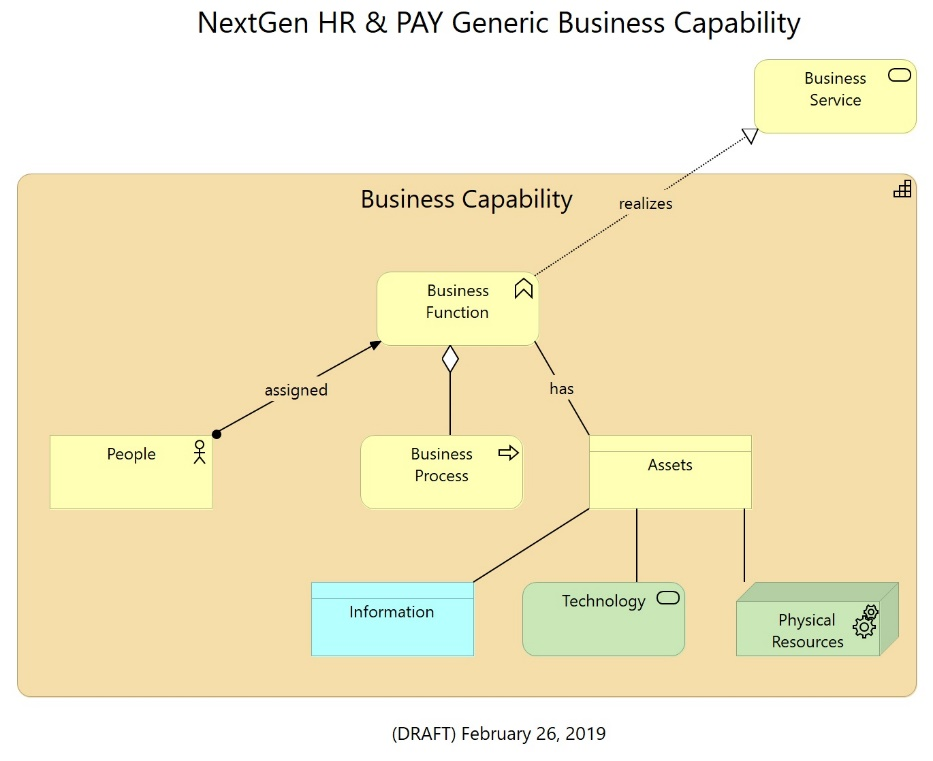 NextGen HR & PAY Generic Business Capability
Business
Service
Business Capability
realizes
Business
Function
assigned
has
People
Business
Process
Assets
Information
Technology
Physical
Resources
(DRAFT) February 26, 2019